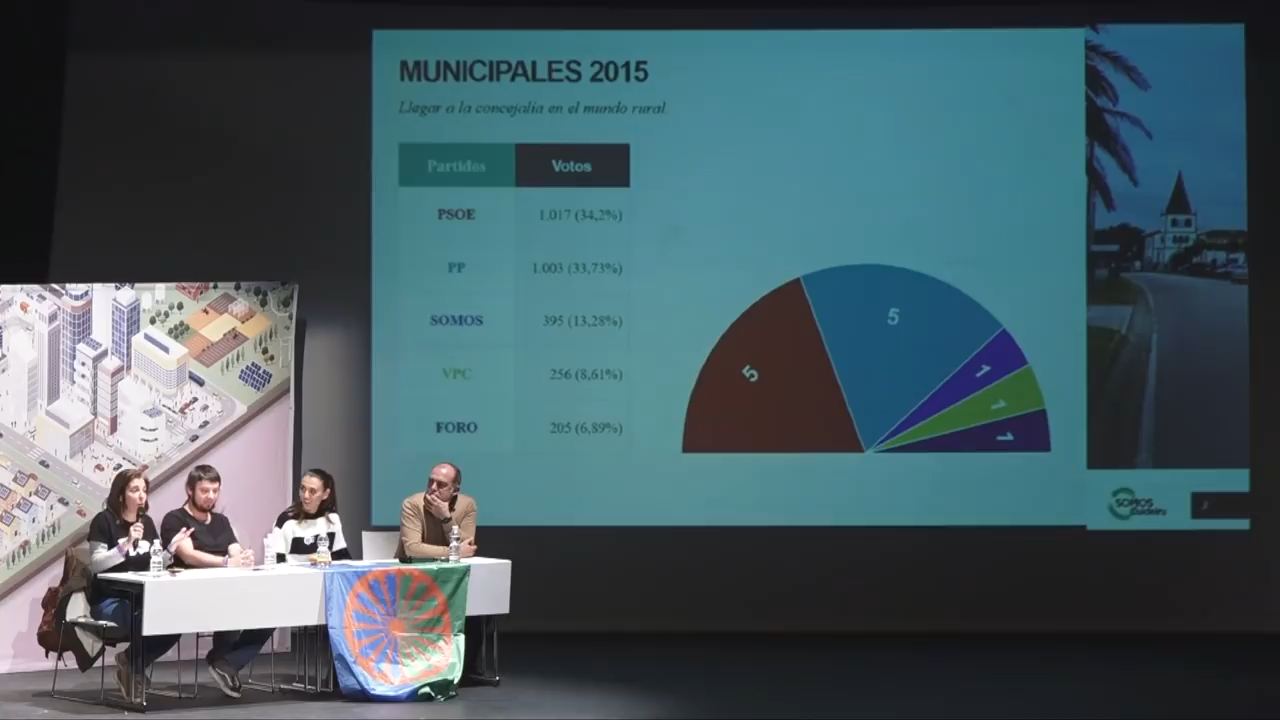 MUNICIPALES 2015
Llegar a la concejalía en el mundo rural.
Partidos Votos
PSOE 1.017 (34,2%)
PP 1.003 (33,73%)
SOMOS 395 (13,28%)
VPC 256 (8,61%)
FORO 205 (6,89%)
5
5
1
1
1
SOMOS